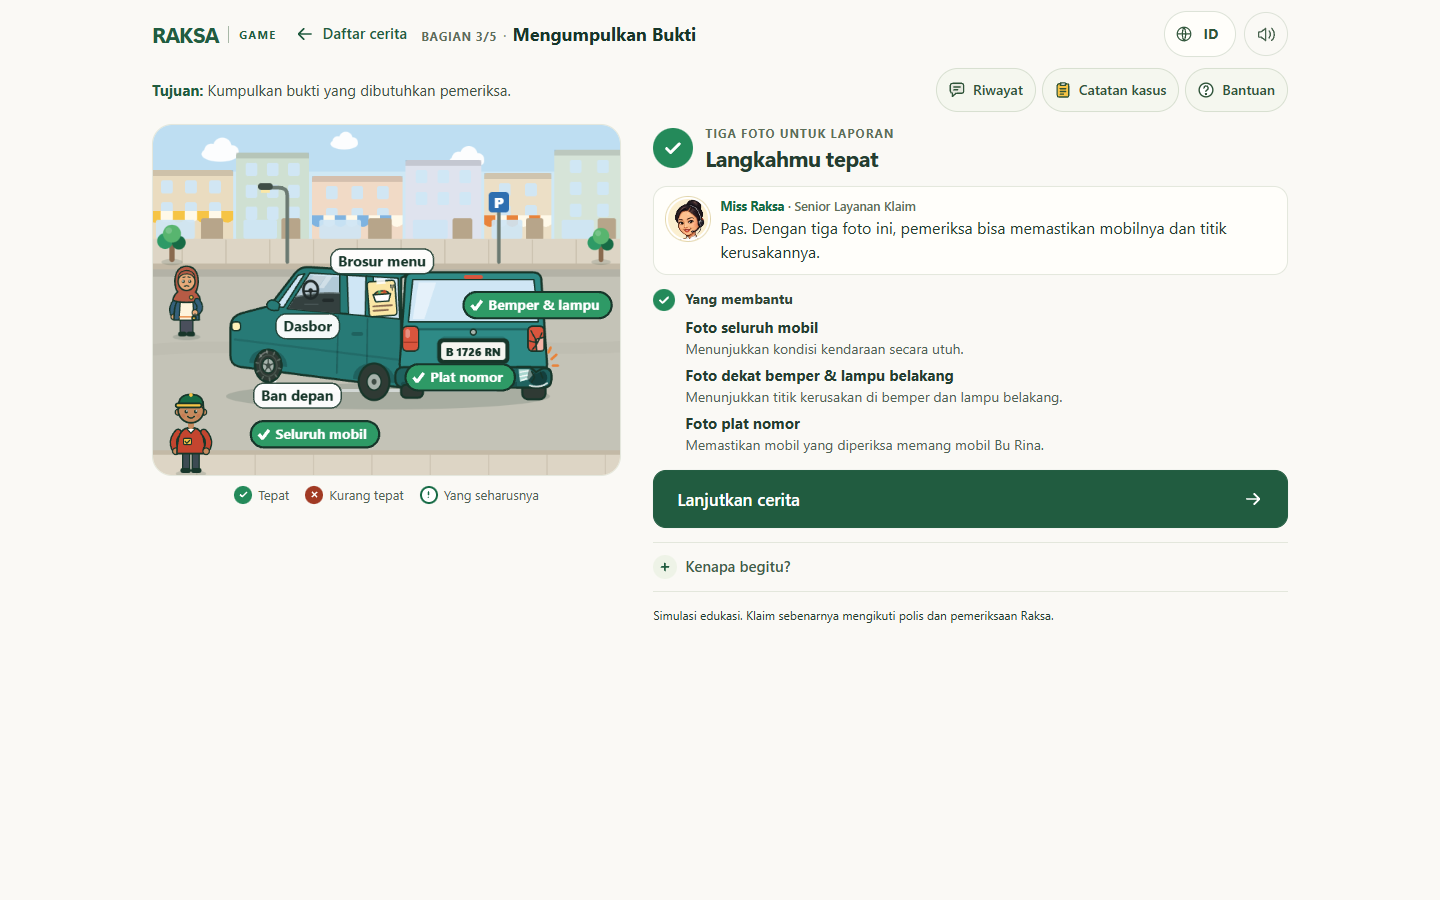 RAKSA GAME Daftar cerita BAGIAN 3/5 · Mengumpulkan Bukti ID
Tujuan: Kumpulkan bukti yang dibutuhkan pemeriksa. Riwayat Catatan kasus Bantuan
P
Brosur menu
Bemper & lampu
Dasbor
B 1726 RN
Plat nomor
Ban depan
Seluruh mobil
Tepat Kurang tepat Yang seharusnya
TIGA FOTO UNTUK LAPORAN
Langkahmu tepat
Miss Raksa · Senior Layanan Klaim
Pas. Dengan tiga foto ini, pemeriksa bisa memastikan mobilnya dan titik
kerusakannya.
Yang membantu
Foto seluruh mobil
Menunjukkan kondisi kendaraan secara utuh.
Foto dekat bemper & lampu belakang
Menunjukkan titik kerusakan di bemper dan lampu belakang.
Foto plat nomor
Memastikan mobil yang diperiksa memang mobil Bu Rina.
Lanjutkan cerita
Kenapa begitu?
Simulasi edukasi. Klaim sebenarnya mengikuti polis dan pemeriksaan Raksa.